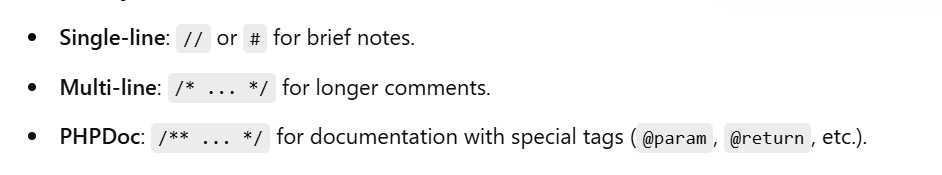 • Single-line: // or # for brief notes.
• Multi-line: /* ... */ for longer comments.
• PHPDoc: /** ... */ for documentation with special tags (@param, @return, etc.).